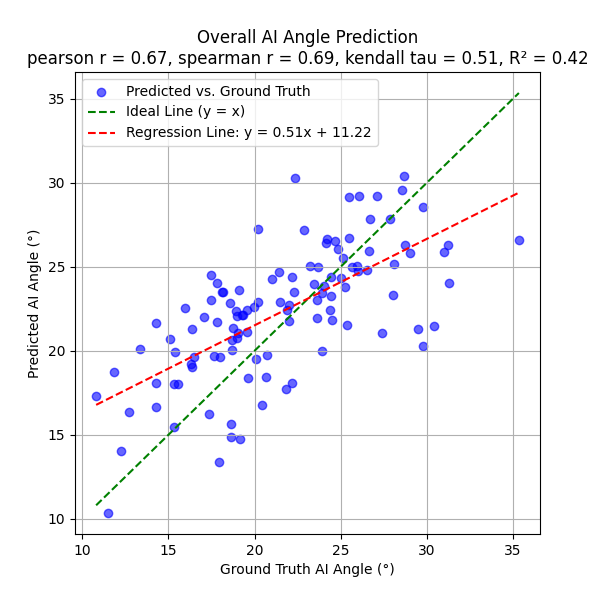 Overall AI Angle Prediction
pearson r = 0.67, spearman r = 0.69, kendall tau = 0.51, R² = 0.42
Predicted vs. Ground Truth
Ideal Line (y = x)
Regression Line: y = 0.51x + 11.22
Predicted AI Angle (°)
35
30
25
20
15
10
10 15 20 25 30 35
Ground Truth AI Angle (°)